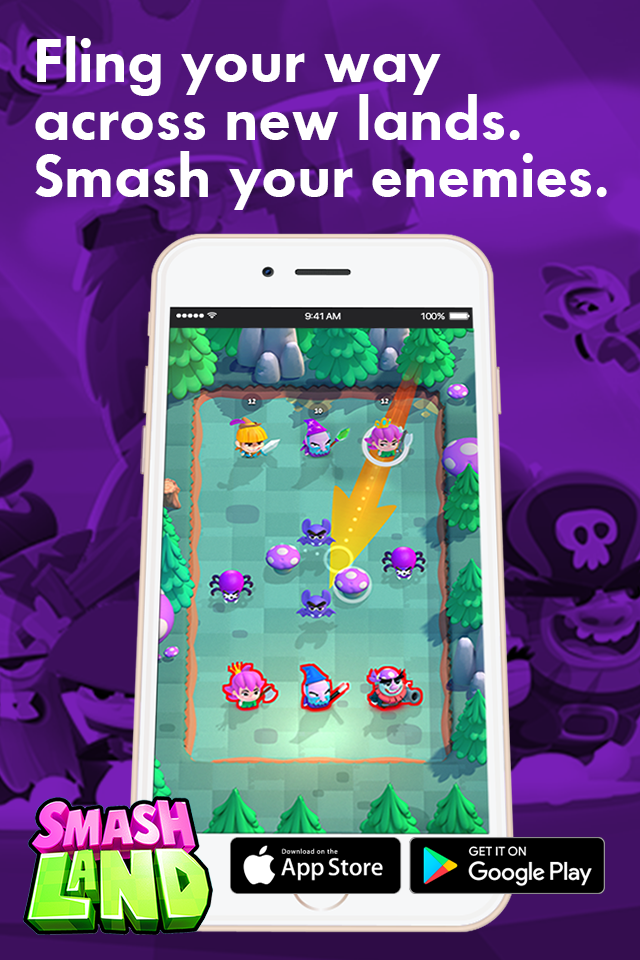 Fling your way
across new lands.
Smash your enemies.
9:41 AM
100%
12
10
12
SMASH
LAND
Download on the
App Store
GET IT ON
Google Play